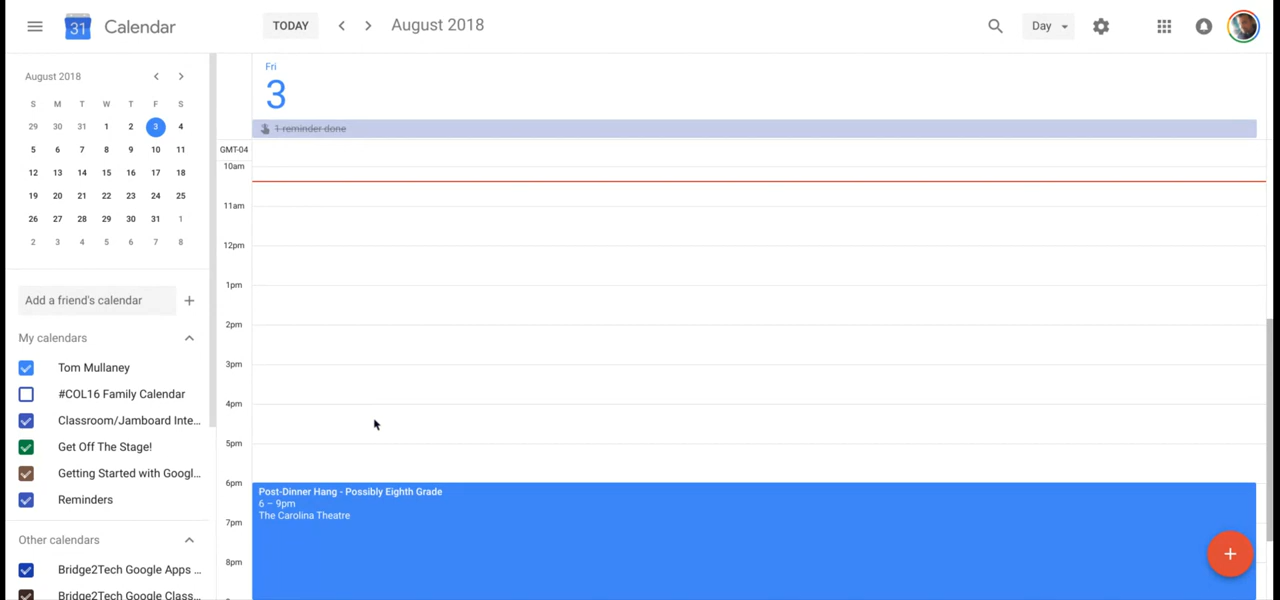 31 Calendar
TODAY
August 2018
Day
August 2018
S M T W T F S
29 30 31 1 2 3 4
5 6 7 8 9 10 11
12 13 14 15 16 17 18
19 20 21 22 23 24 25
26 27 28 29 30 31 1
2 3 4 5 6 7 8
Add a friend's calendar
My calendars
Tom Mullaney
#COL16 Family Calendar
Classroom/Jamboard Inte...
Get Off The Stage!
Getting Started with Googl...
Reminders
Other calendars
Bridge2Tech Google Apps ...
Bridge2Tech Google Class...
Fri
3
1 reminder done
GMT-04
10am
11am
12pm
1pm
2pm
3pm
4pm
5pm
6pm
7pm
8pm
Post-Dinner Hang - Possibly Eighth Grade
6 – 9pm
The Carolina Theatre